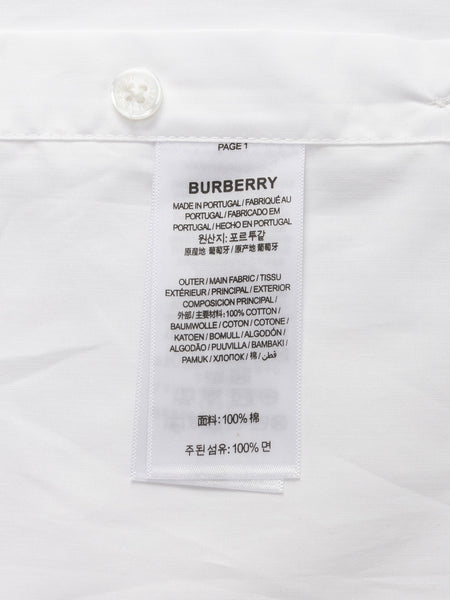 PAGE 1
BURBERRY
MADE IN PORTUGAL / FABRIQUÉ AU
PORTUGAL / FABRICADO EM
PORTUGAL / HECHO EN PORTUGAL
원산지: 포르투갈
原産地 葡萄牙 / 原产地 葡萄牙
OUTER / MAIN FABRIC / TISSU
EXTÉRIEUR / PRINCIPAL / EXTERIOR
COMPOSICION PRINCIPAL /
外部 / 主要材料: 100% COTTON /
BAUMWOLLE / COTON / COTONE /
KATOEN / BOMULL / ALGODÓN /
ALGODÃO / PUUVILLA / BAMBAKI /
PAMUK / ХЛОПОК / 棉 / قطن
面料: 100% 棉
주된 섬유: 100% 면